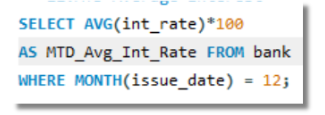 SELECT AVG(int_rate)*100
AS MTD_Avg_Int_Rate FROM bank
WHERE MONTH(issue_date) = 12;